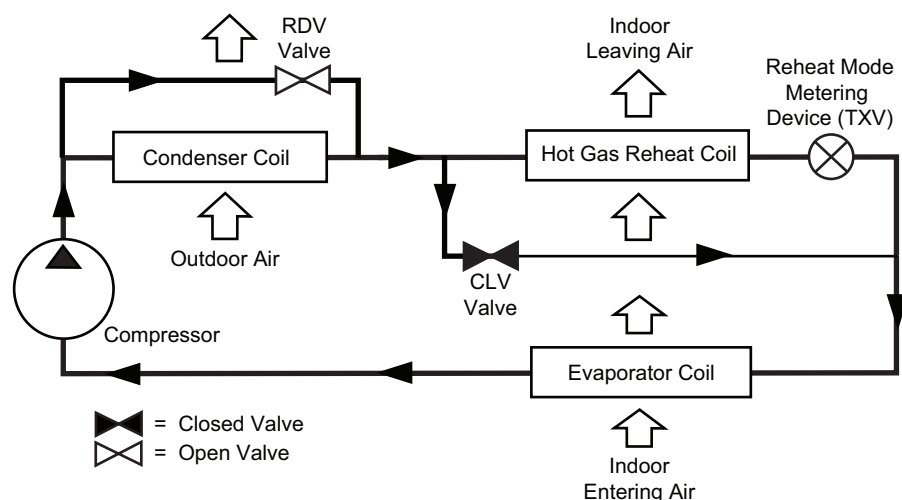 RDV
Valve
Indoor
Leaving Air
Reheat Mode
Metering
Device (TXV)
Condenser Coil
Hot Gas Reheat Coil
Outdoor Air
CLV
Valve
Compressor
Evaporator Coil
= Closed Valve
= Open Valve
Indoor
Entering Air